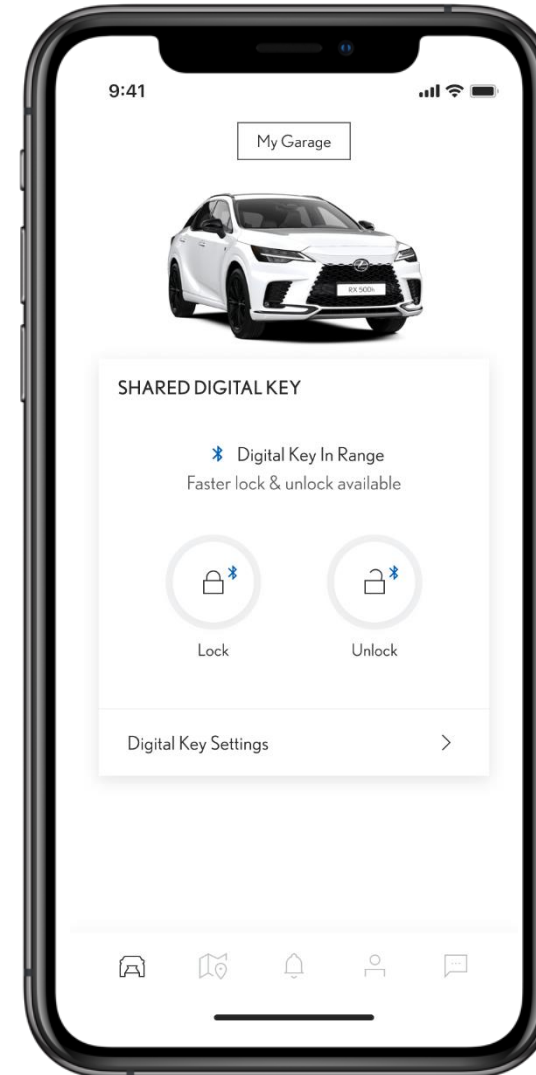 9:41
My Garage
RX 500h
SHARED DIGITAL KEY
Digital Key In Range
Faster lock & unlock available
Lock
Unlock
Digital Key Settings